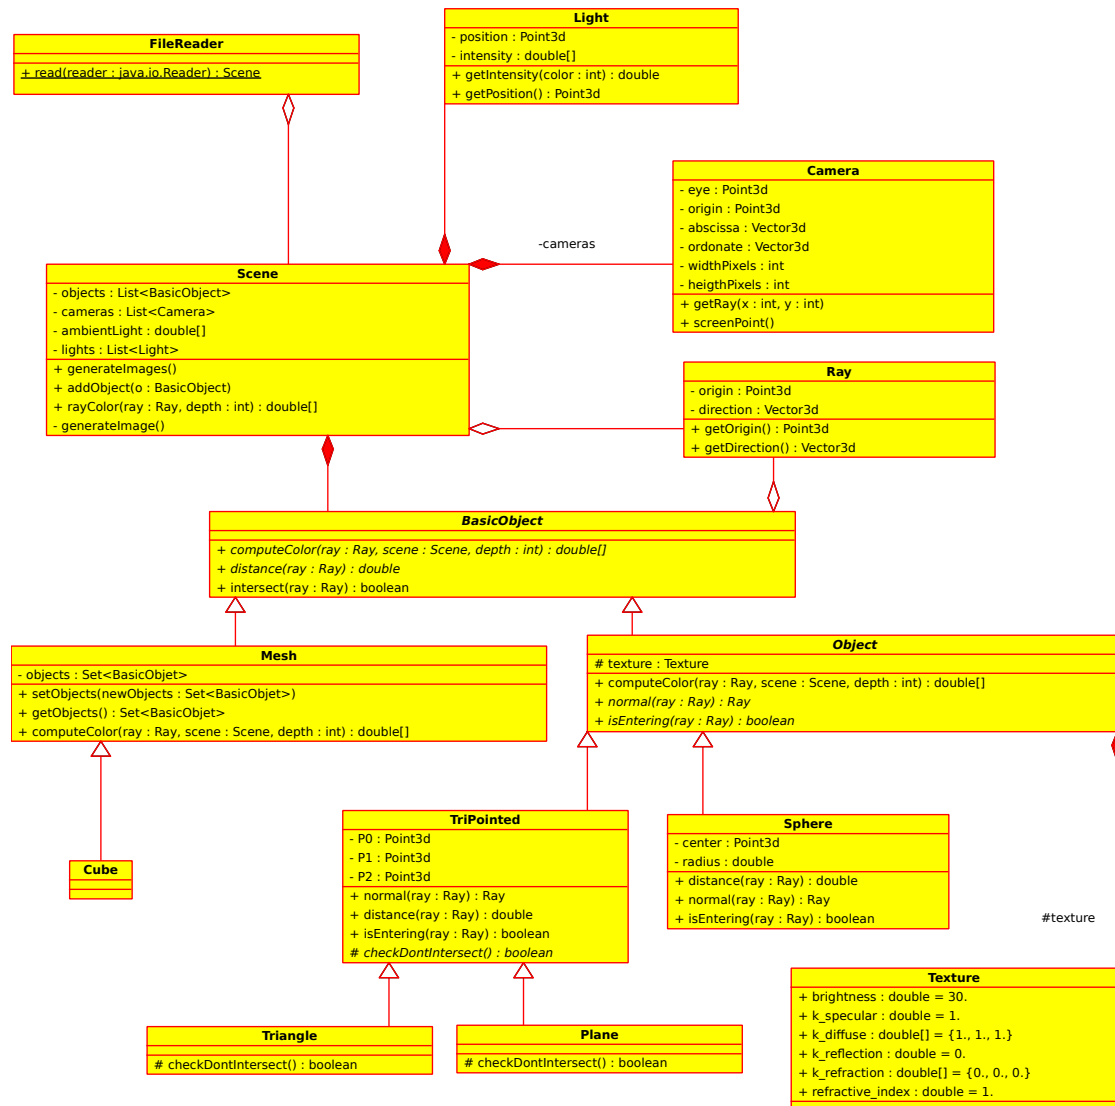 FileReader
+ read(reader : java.io.Reader) : Scene
Light
- position : Point3d
- intensity : double[]
+ getIntensity(color : int) : double
+ getPosition() : Point3d
Camera
- eye : Point3d
- origin : Point3d
- abscissa : Vector3d
- ordonate : Vector3d
- widthPixels : int
- heigthPixels : int
+ getRay(x : int, y : int)
+ screenPoint()
-cameras
Scene
- objects : List<BasicObject>
- cameras : List<Camera>
- ambientLight : double[]
- lights : List<Light>
+ generateImages()
+ addObject(o : BasicObject)
+ rayColor(ray : Ray, depth : int) : double[]
- generateImage()
Ray
- origin : Point3d
- direction : Vector3d
+ getOrigin() : Point3d
+ getDirection() : Vector3d
BasicObject
+ computeColor(ray : Ray, scene : Scene, depth : int) : double[]
+ distance(ray : Ray) : double
+ intersect(ray : Ray) : boolean
Mesh
- objects : Set<BasicObjet>
+ setObjects(newObjects : Set<BasicObjet>)
+ getObjects() : Set<BasicObjet>
+ computeColor(ray : Ray, scene : Scene, depth : int) : double[]
Object
# texture : Texture
+ computeColor(ray : Ray, scene : Scene, depth : int) : double[]
+ normal(ray : Ray) : Ray
+ isEntering(ray : Ray) : boolean
Cube
TriPointed
- P0 : Point3d
- P1 : Point3d
- P2 : Point3d
+ normal(ray : Ray) : Ray
+ distance(ray : Ray) : double
+ isEntering(ray : Ray) : boolean
# checkDontIntersect() : boolean
Sphere
- center : Point3d
- radius : double
+ distance(ray : Ray) : double
+ normal(ray : Ray) : Ray
+ isEntering(ray : Ray) : boolean
#texture
Triangle
# checkDontIntersect() : boolean
Plane
# checkDontIntersect() : boolean
Texture
+ brightness : double = 30.
+ k_specular : double = 1.
+ k_diffuse : double[] = {1., 1., 1.}
+ k_reflection : double = 0.
+ k_refraction : double[] = {0., 0., 0.}
+ refractive_index : double = 1.